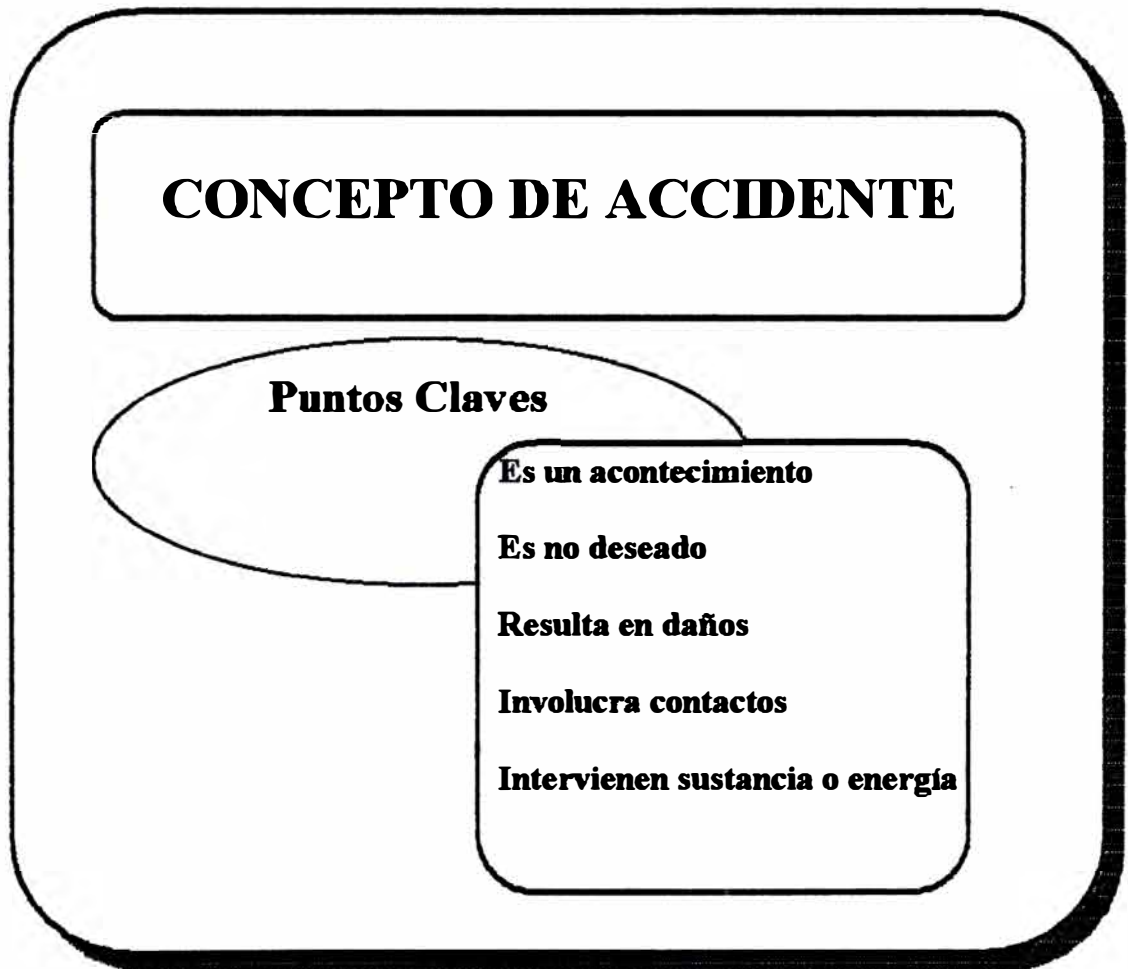 CONCEPTO DE ACCIDENTE
Puntos Claves
Es un acontecimiento
Es no deseado
Resulta en daños
Involucra contactos
Intervienen sustancia o energía